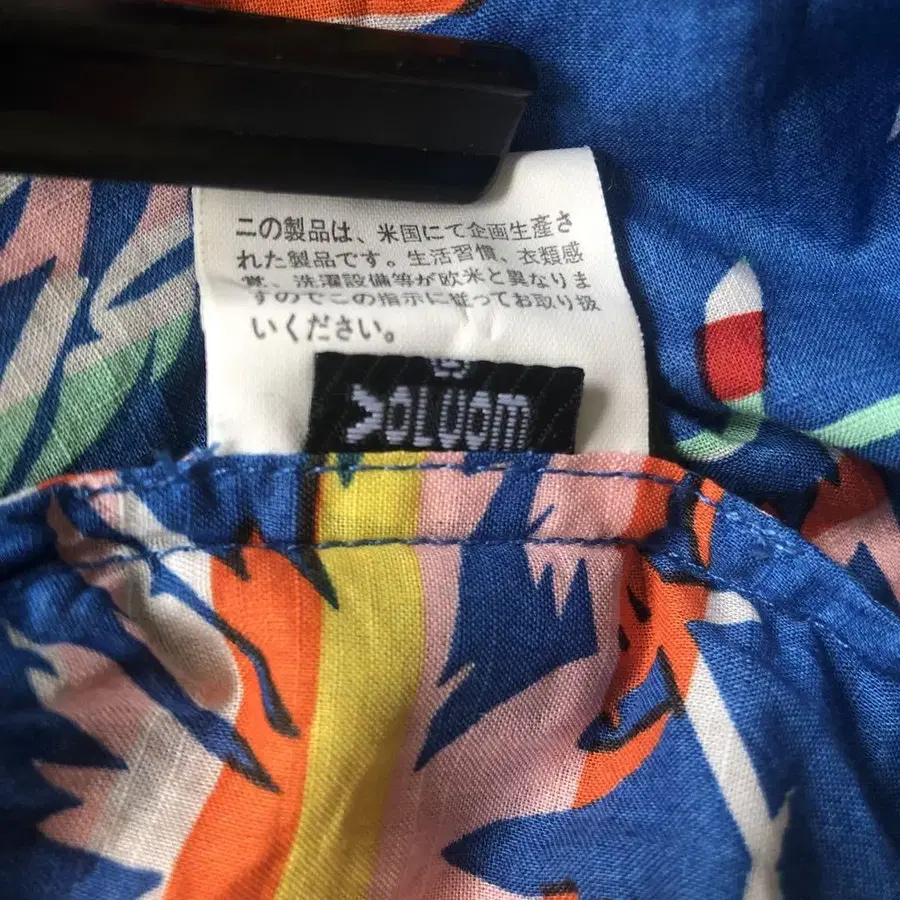 この製品は、米国にて企画生産さ
れた製品です。生活習慣、衣類感
覚、洗濯設備等が欧米と異なりま
すのでこの指示に従ってお取り扱
いください。
VOLUOM